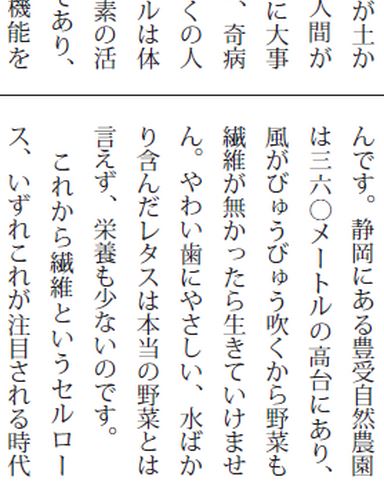 が土か
人間が
に大事
、奇病
くの人
ルは体
素の活
であり、
機能を
んです。静岡にある豊受自然農園
は三六〇メートルの高台にあり、
風がびゅうびゅう吹くから野菜も
繊維が無かったら生きていけませ
ん。やわい歯にやさしい、水ばか
り含んだレタスは本当の野菜とは
言えず、栄養も少ないのです。
これから繊維というセルロー
ス、いずれこれが注目される時代